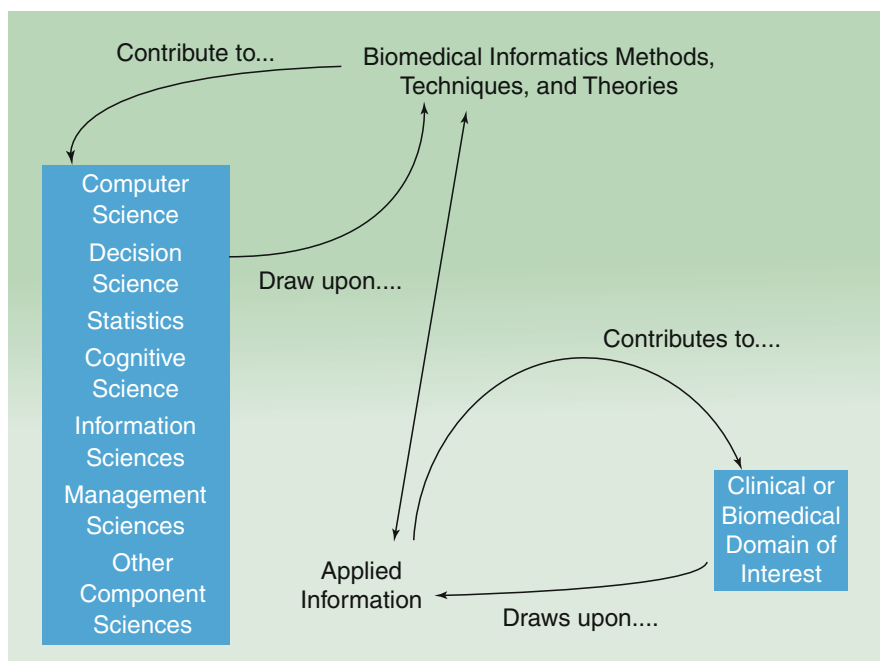 Contribute to...
Biomedical Informatics Methods,
Techniques, and Theories
Computer
Science
Decision
Science
Statistics
Cognitive
Science
Information
Sciences
Management
Sciences
Other
Component
Sciences
Draw upon....
Contributes to....
Clinical or
Biomedical
Domain of
Interest
Applied
Information
Draws upon....